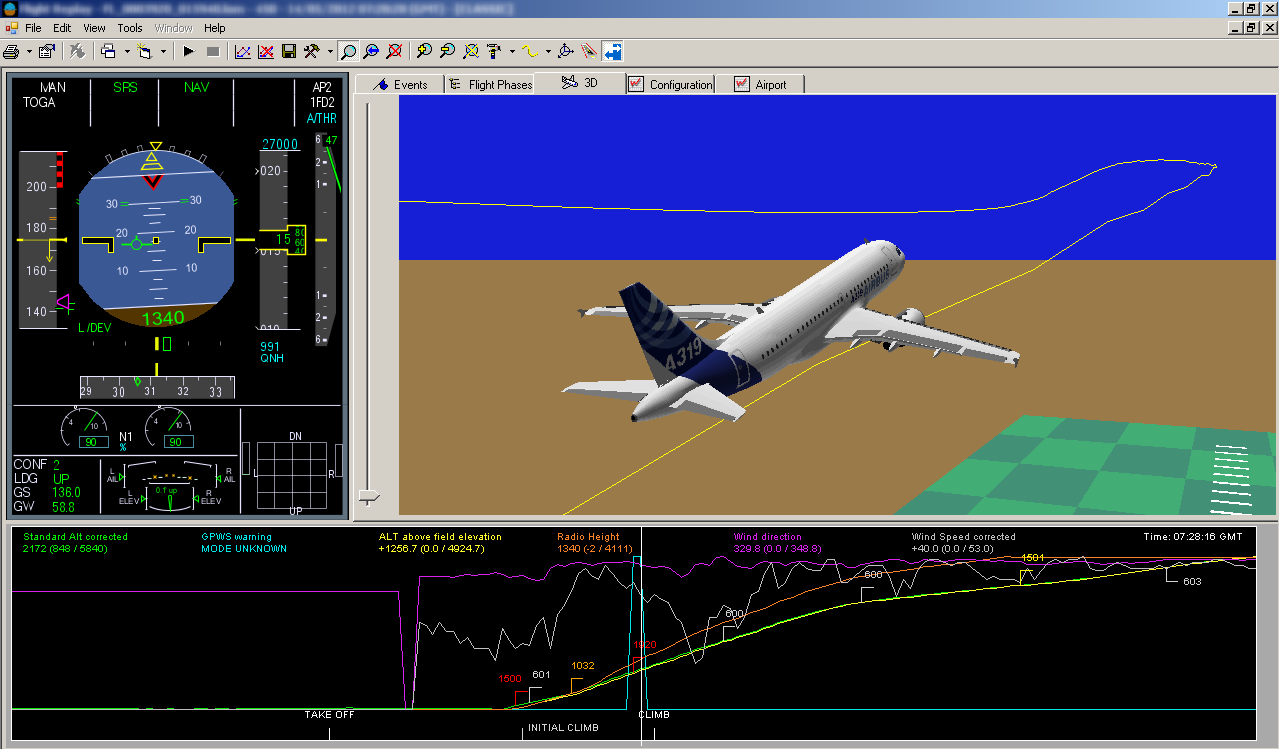 File Edit View Tools Window Help
Events Flight Phases 3D Configuration Airport
MAN SRS NAV AP2
TOGA 1FD2
A/THR
27000
6 47
2
1
020
200
180
160
140
30 30
20 20
10 10
15 80
60
40
015
010
1
2
6
1340
L/DEV
991
QNH
29 30 31 32 33
4 10 4 10
90 N1 90
%
CONF 2
LDG UP
GS 136.0
GW 58.8
L AIL R AIL
L ELEV R ELEV
0.1 up
DN
L R
UP
A319
AIRBUS
Standard Alt corrected GPWS warning ALT above field elevation Radio Height Wind direction Wind Speed corrected Time: 07:28:16 GMT
2172 (848 / 5840) MODE UNKNOWN +1256.7 (0.0 / 4924.7) 1340 (-2 / 4111) 329.8 (0.0 / 348.8) +40.0 (0.0 / 53.0)
1501
600
603
600
1020
1032
601
1500
TAKE OFF CLIMB
INITIAL CLIMB